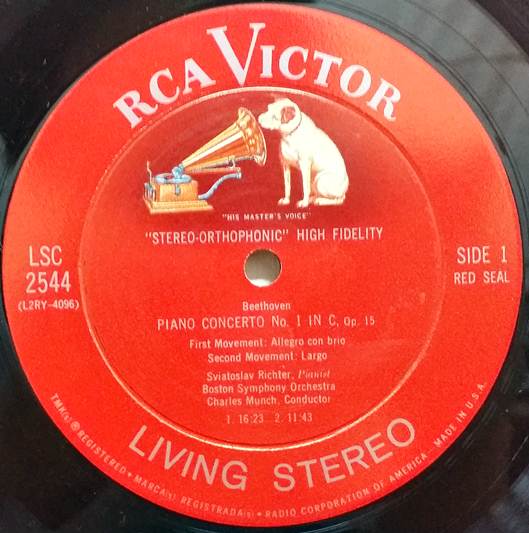 RCA VICTOR
"HIS MASTER'S VOICE"
"STEREO-ORTHOPHONIC" HIGH FIDELITY
LSC
2544
(L2RY-4096)
SIDE 1
RED SEAL
Beethoven
PIANO CONCERTO No. 1 IN C, Op. 15
First Movement: Allegro con brio
Second Movement: Largo
Sviatoslav Richter, Pianist
Boston Symphony Orchestra
Charles Munch, Conductor
1. 16:23 2. 11:43
LIVING STEREO
TMK(s) ® REGISTERED • MARCA(s) REGISTRADA(s) • RADIO CORPORATION OF AMERICA - MADE IN U.S.A.